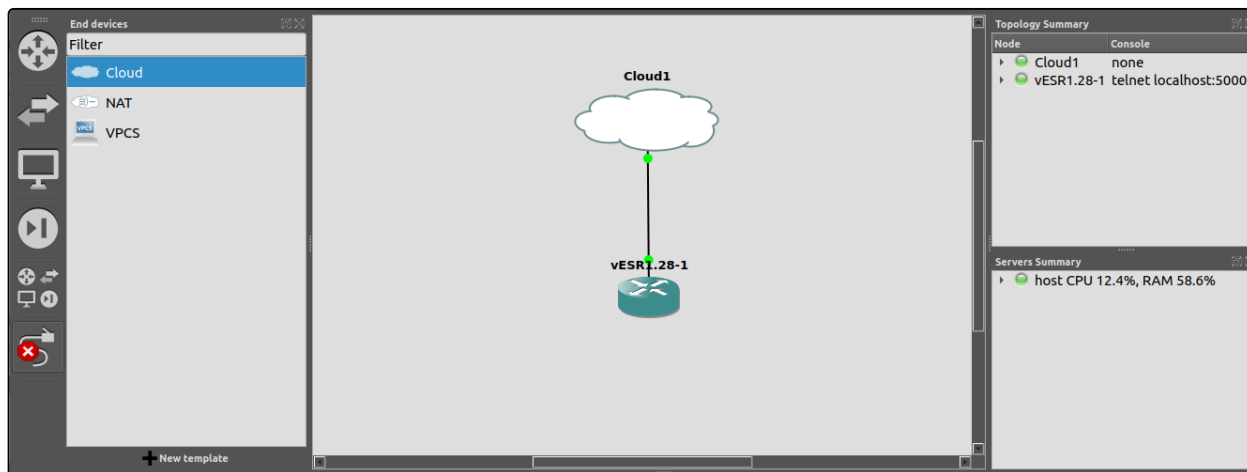 End devices
Filter
Cloud
NAT
VPCS
New template
Cloud1
vESR1.28-1
Topology Summary
Node Console
Cloud1 none
vESR1.28-1 telnet localhost:5000
Servers Summary
host CPU 12.4%, RAM 58.6%